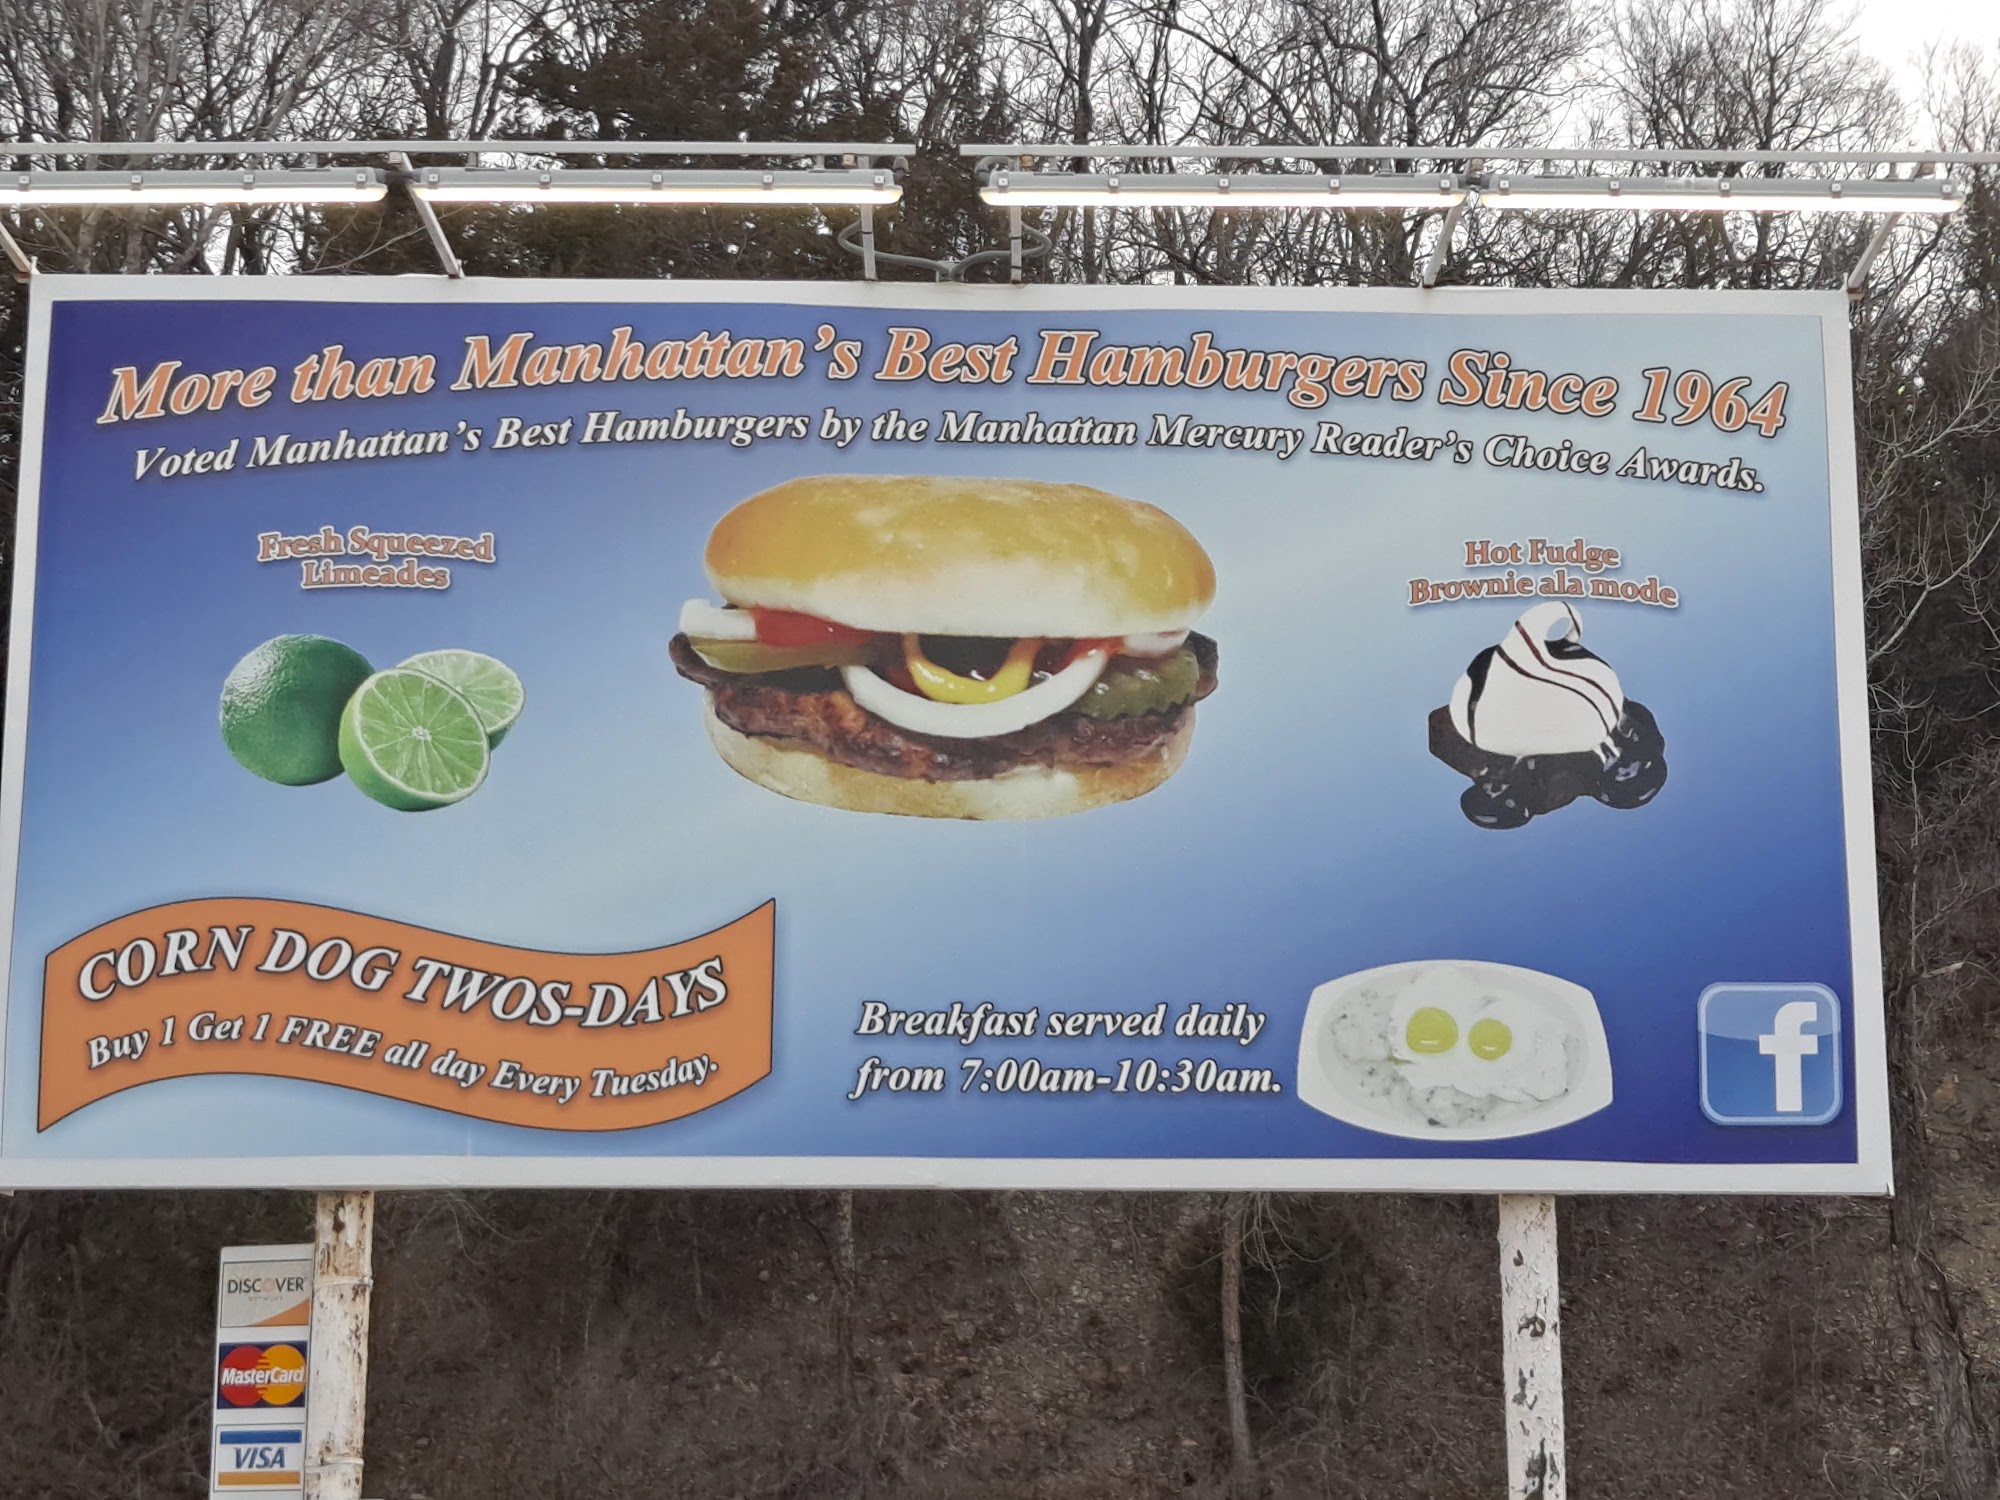 More than Manhattan's Best Hamburgers Since 1964
Voted Manhattan's Best Hamburgers by the Manhattan Mercury Reader's Choice Awards.
Fresh Squeezed
Limeades
Hot Fudge
Brownie ala mode
CORN DOG TWOS-DAYS
Buy 1 Get 1 FREE all day Every Tuesday.
Breakfast served daily
from 7:00am-10:30am.
f
DISCOVER
NETWORK
MasterCard
VISA